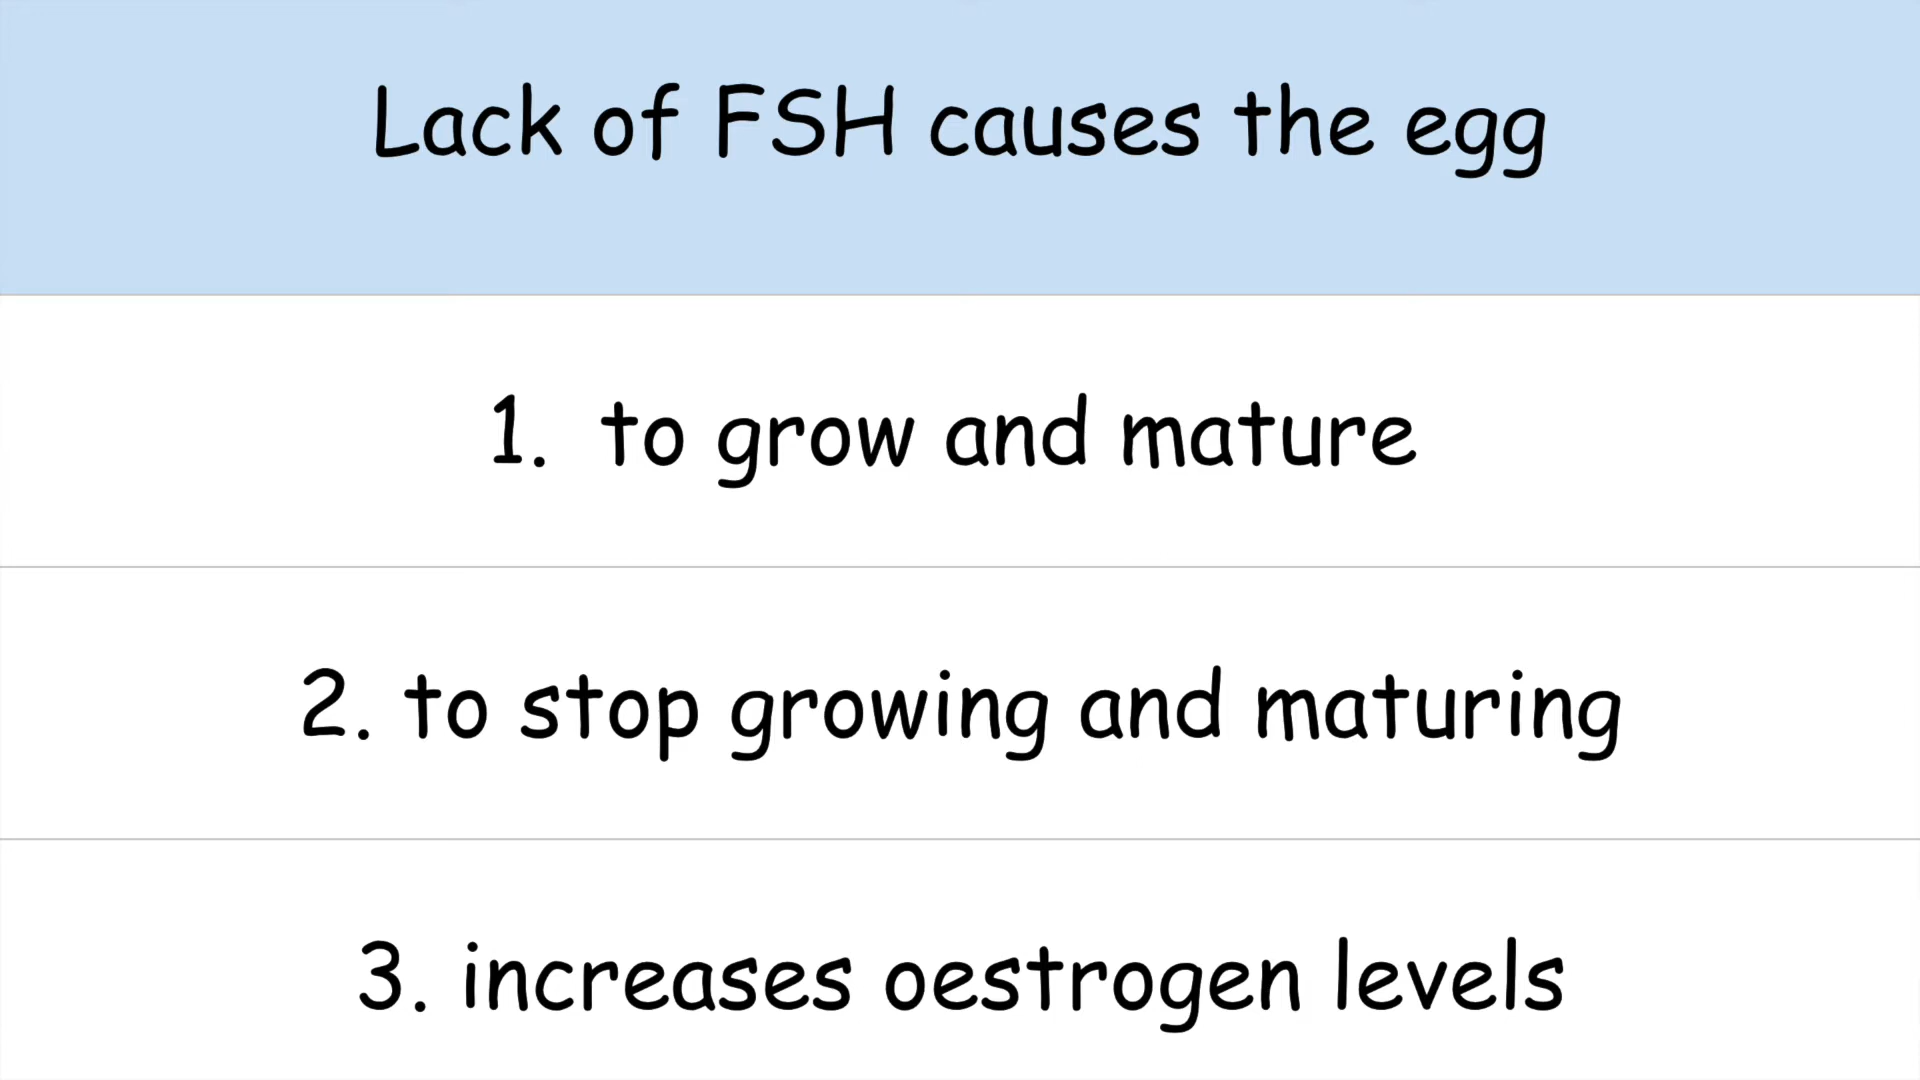 Lack of FSH causes the egg
1. to grow and mature
2. to stop growing and maturing
3. increases oestrogen levels